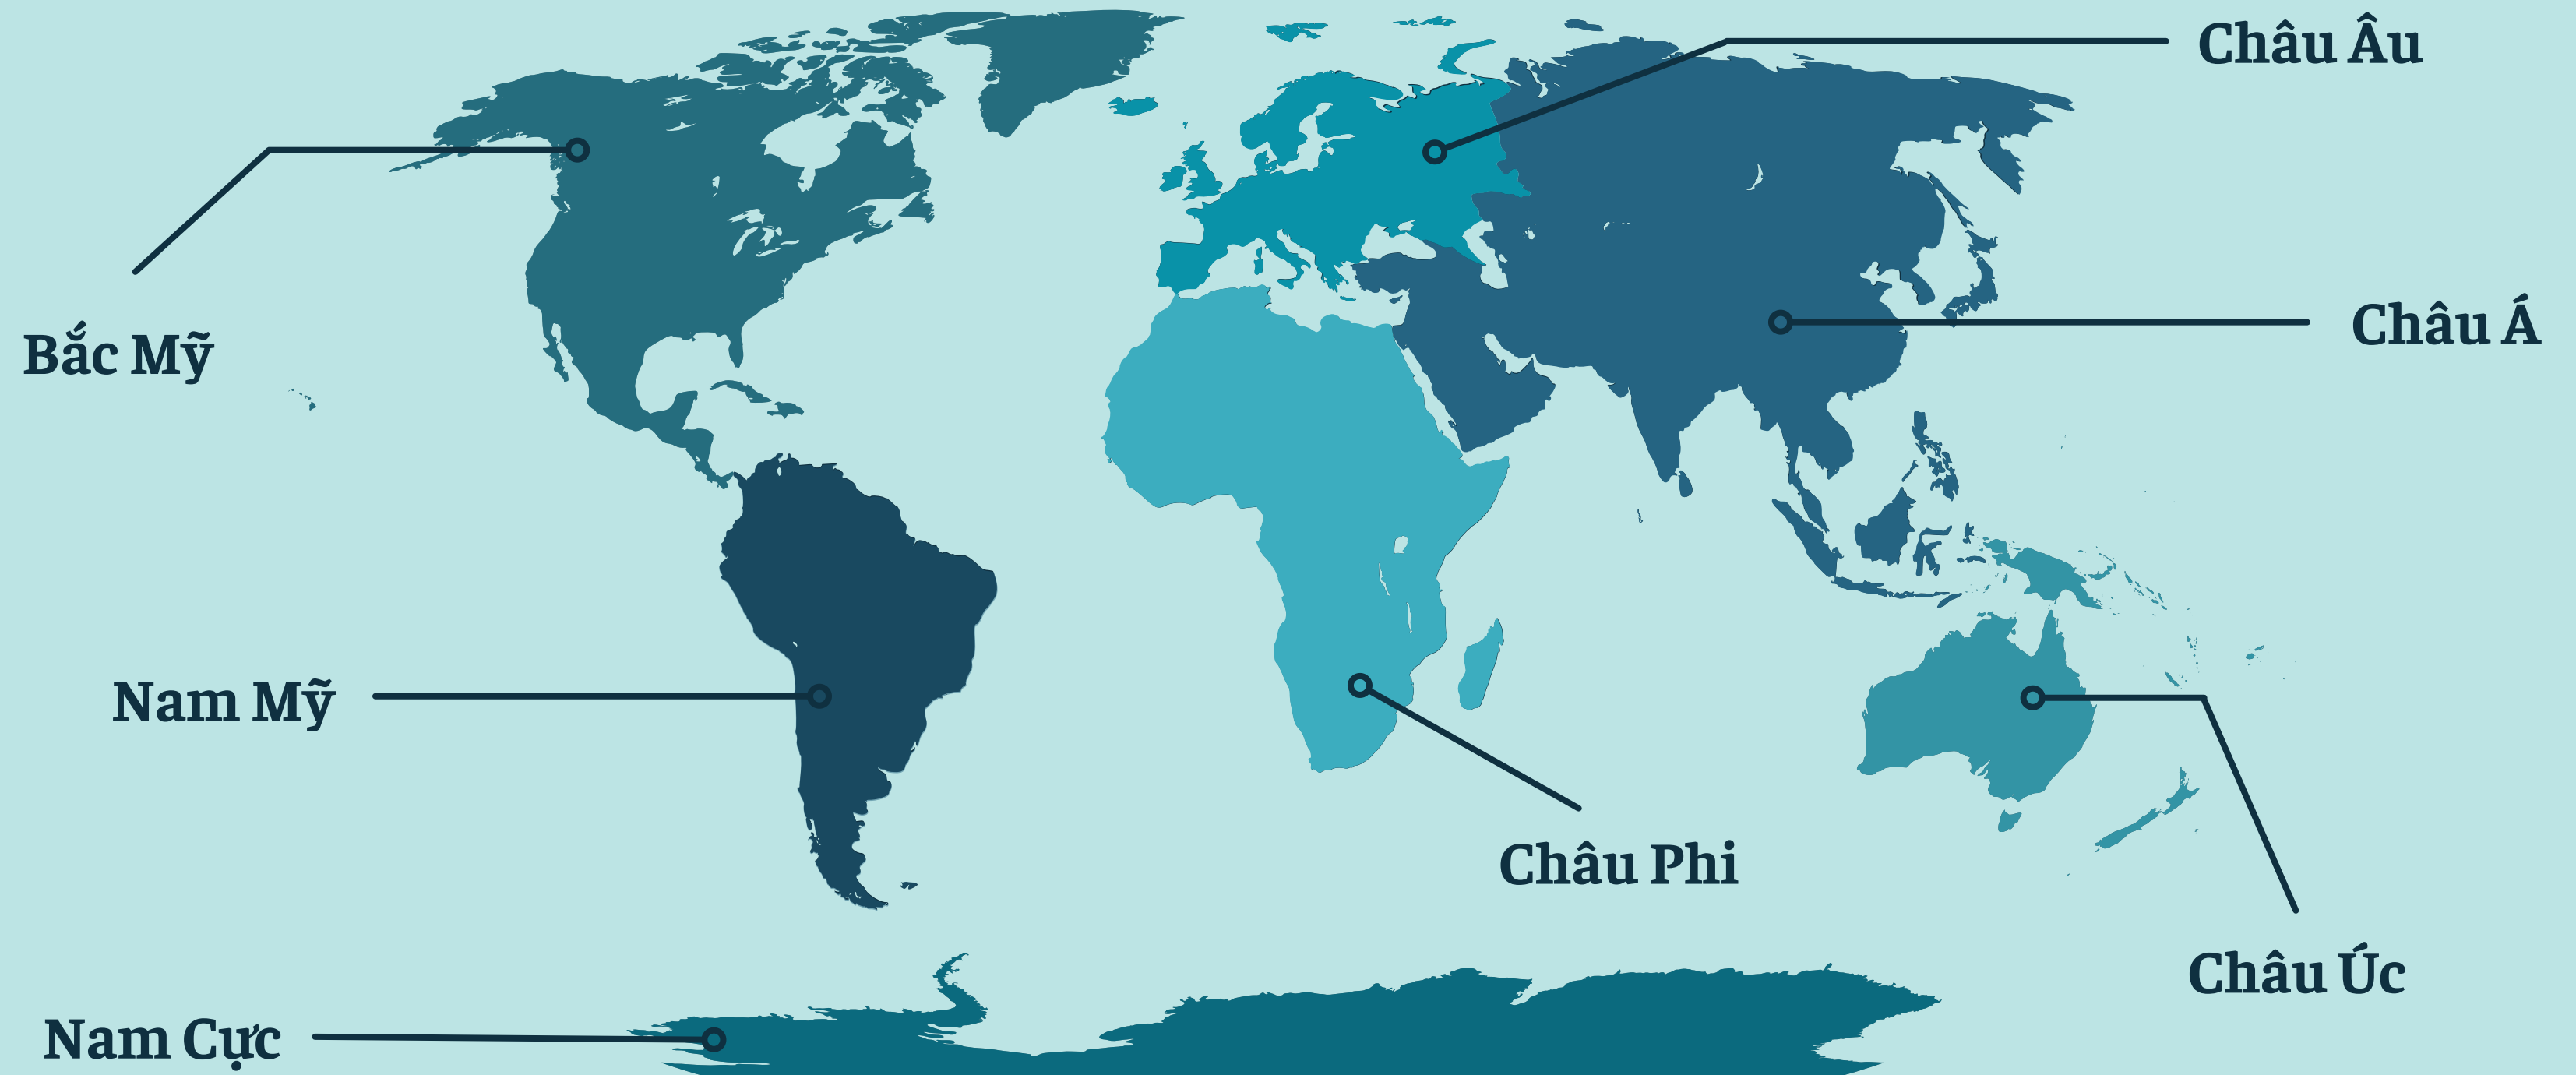 Châu Âu
Châu Á
Bắc Mỹ
Nam Mỹ
Châu Phi
Châu Úc
Nam Cực